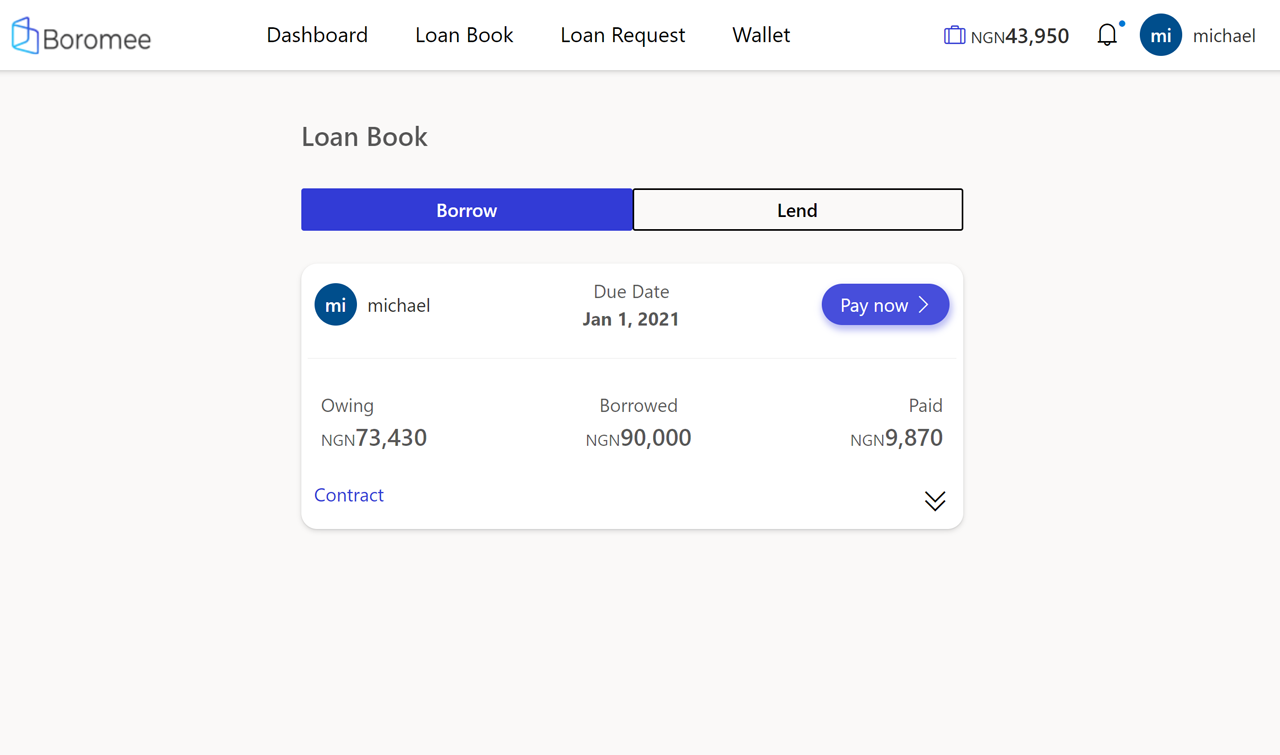 Boromee Dashboard Loan Book Loan Request Wallet NGN43,950 mi michael
Loan Book
Borrow Lend
mi michael Due Date Pay now
Jan 1, 2021
Owing Borrowed Paid
NGN73,430 NGN90,000 NGN9,870
Contract